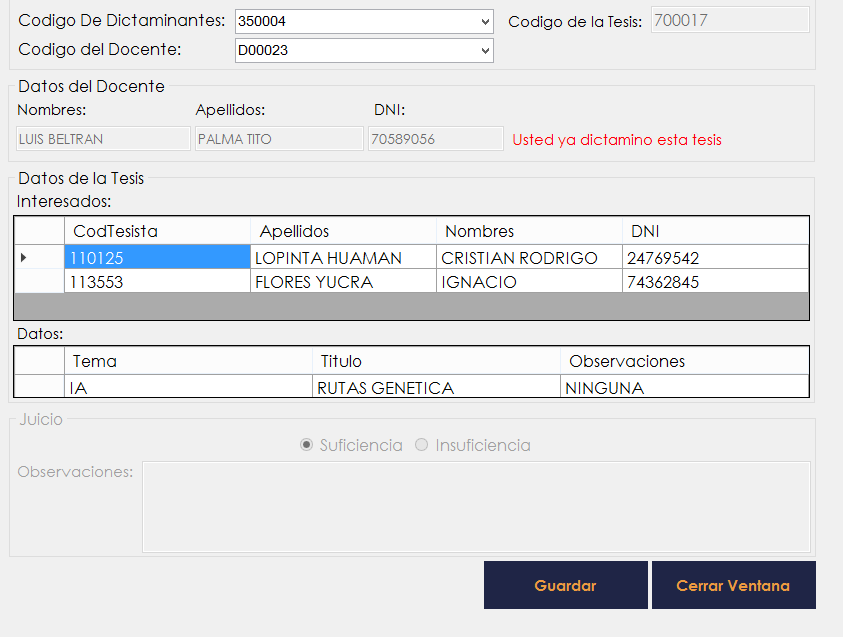 Codigo De Dictaminantes: 350004 Codigo de la Tesis: 700017
Codigo del Docente: D00023
Datos del Docente
Nombres: Apellidos: DNI:
LUIS BELTRAN PALMA TITO 70589056 Usted ya dictamino esta tesis
Datos de la Tesis
Interesados:
CodTesista Apellidos Nombres DNI
110125 LOPINTA HUAMAN CRISTIAN RODRIGO 24769542
113553 FLORES YUCRA IGNACIO 74362845
Datos:
Tema Titulo Observaciones
IA RUTAS GENETICA NINGUNA
Juicio
Suficiencia Insuficiencia
Observaciones:
Guardar Cerrar Ventana